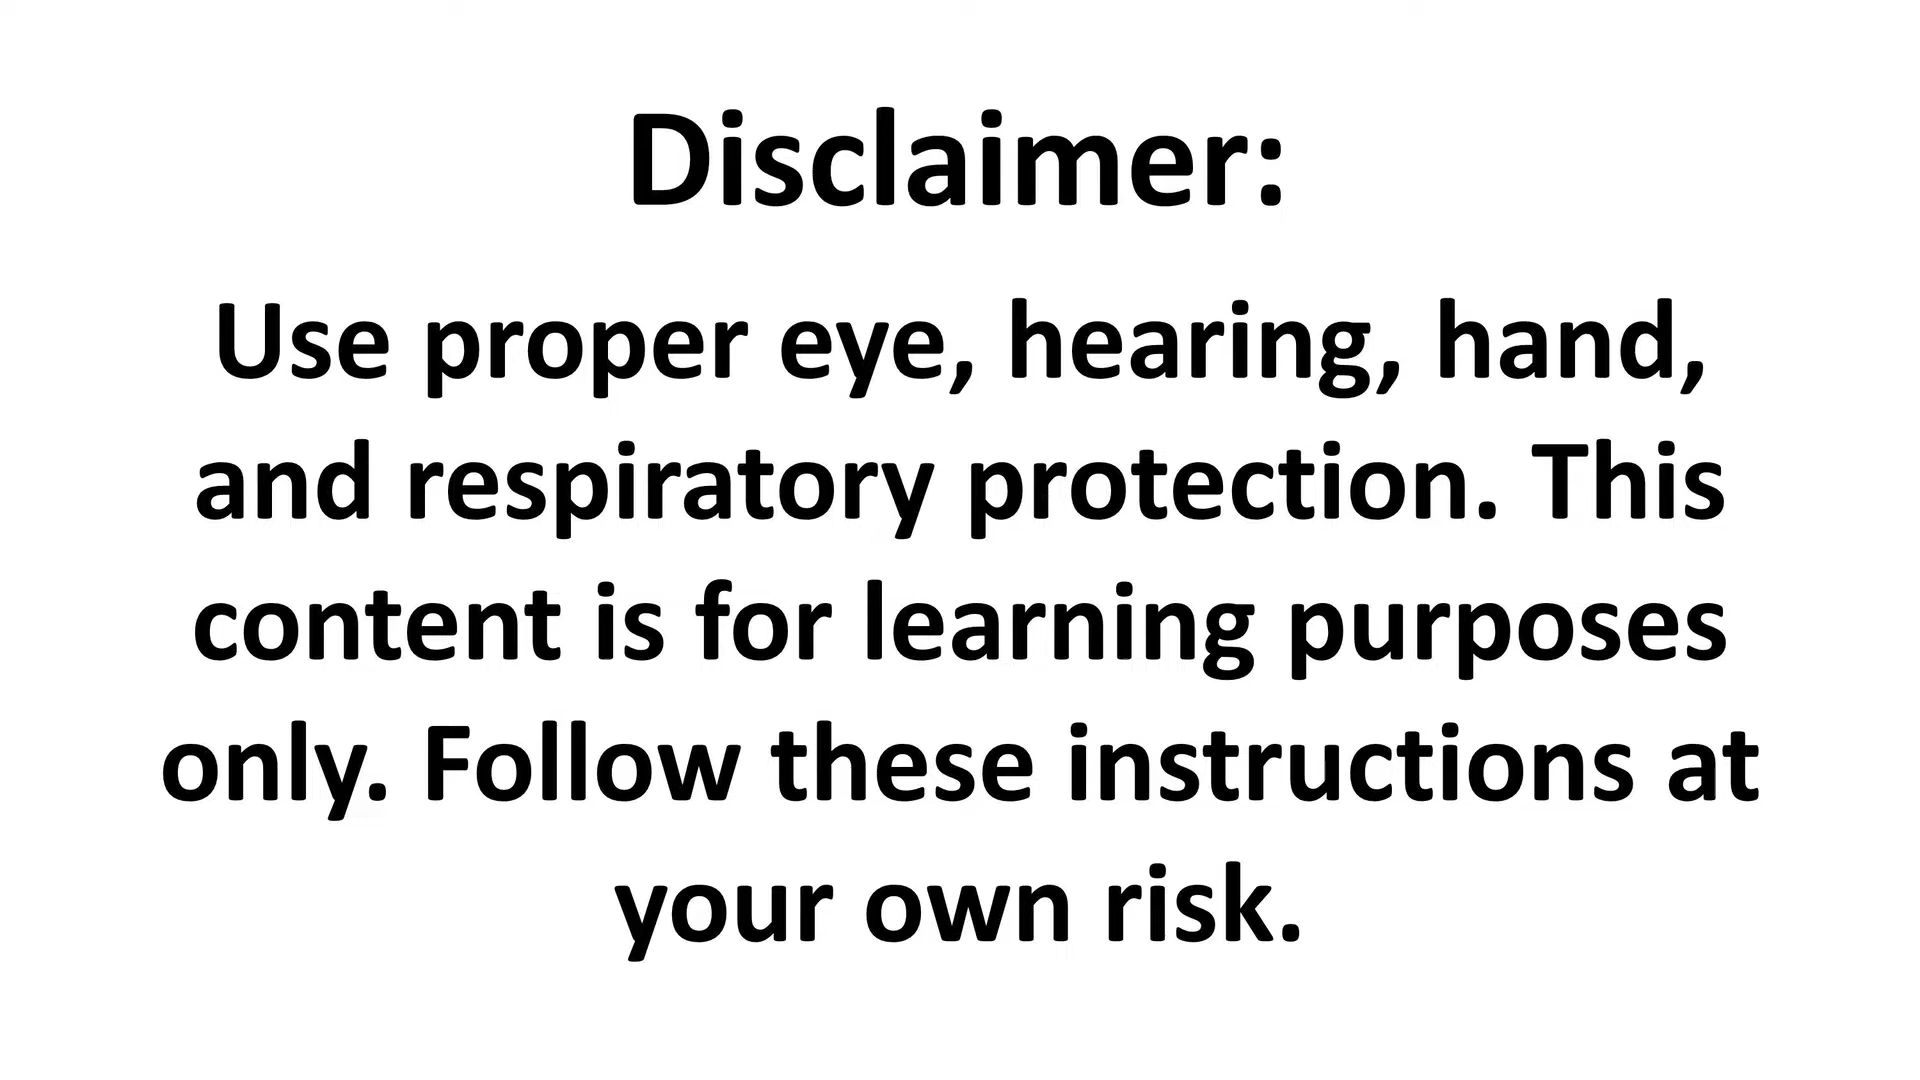 Disclaimer:
Use proper eye, hearing, hand,
and respiratory protection. This
content is for learning purposes
only. Follow these instructions at
your own risk.